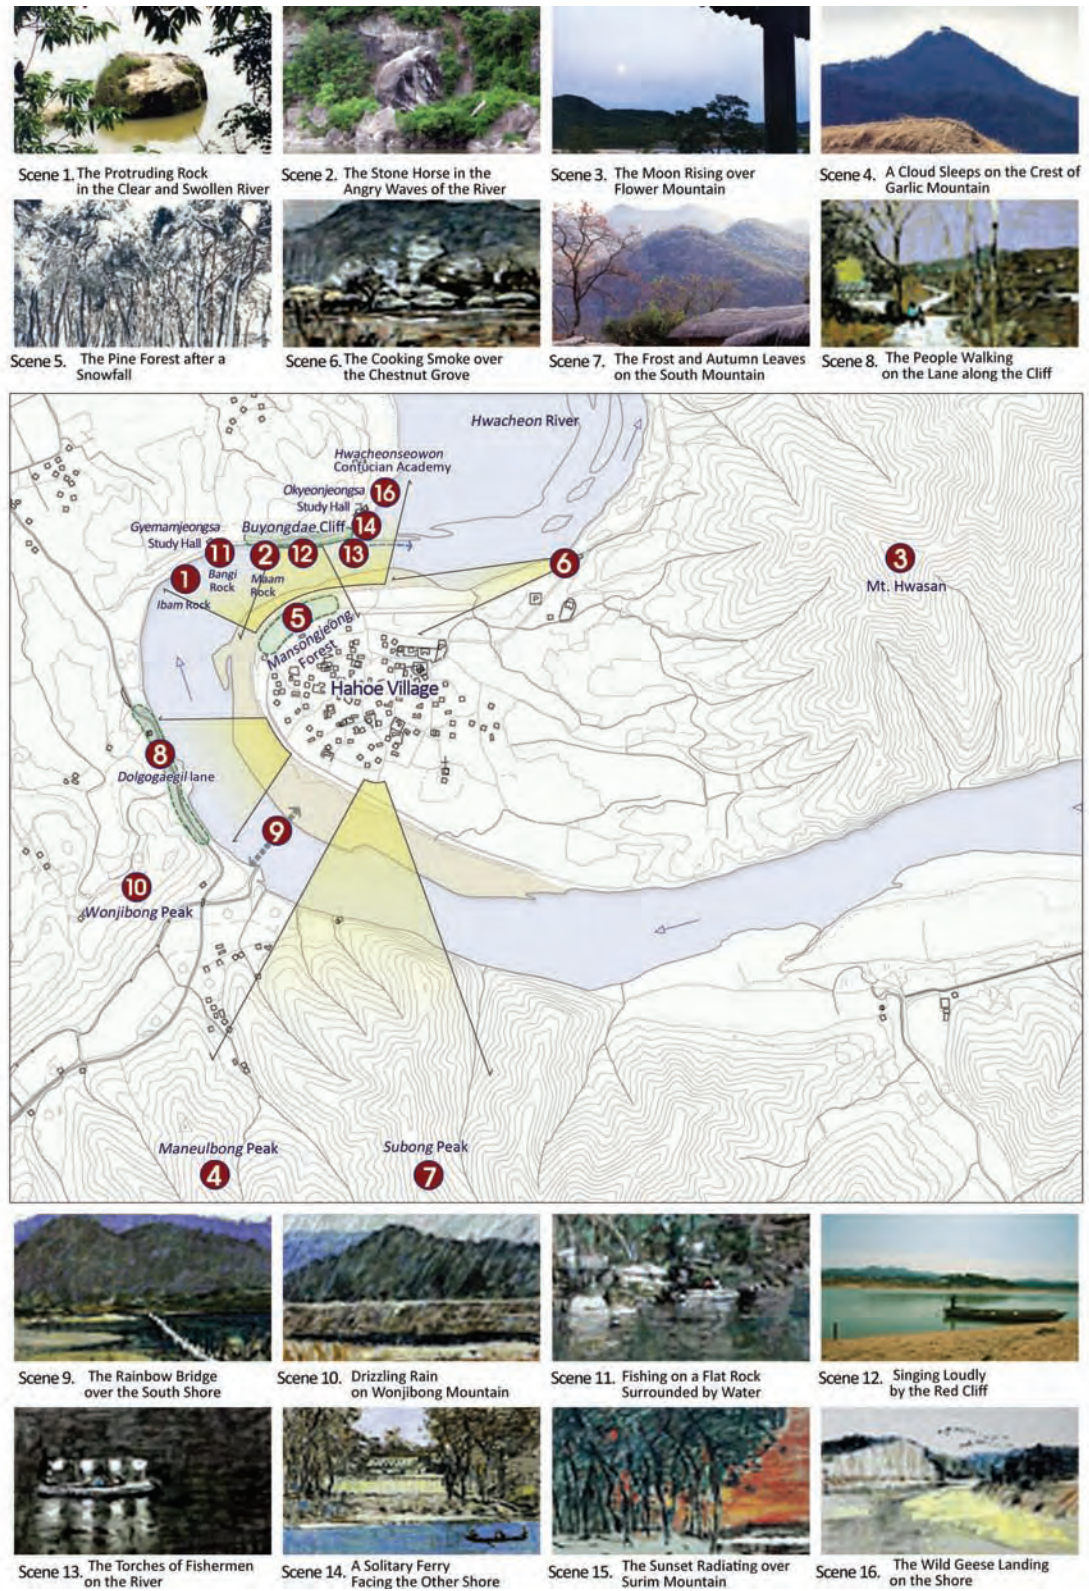 Scene 1. The Protruding Rock
in the Clear and Swollen River
Scene 2. The Stone Horse in the
Angry Waves of the River
Scene 3. The Moon Rising over
Flower Mountain
Scene 4. A Cloud Sleeps on the Crest of
Garlic Mountain
Scene 5. The Pine Forest after a
Snowfall
Scene 6. The Cooking Smoke over
the Chestnut Grove
Scene 7. The Frost and Autumn Leaves
on the South Mountain
Scene 8. The People Walking
on the Lane along the Cliff
Hwacheon River
Hwacheonseowon
Confucian Academy
16
Okyeonjeongsa
Study Hall
14
Gyemamjeongsa
Study Hall
Buyongdae Cliff
11
2
12
13
6
3
Mt. Hwasan
1
Bangi
Rock
Maam
Rock
Ibam Rock
P
5
Mansongjeong
Forest
Hahoe Village
8
Dolgogaegil lane
9
10
Wonjibong Peak
Maneulbong Peak
4
Subong Peak
7
Scene 9. The Rainbow Bridge
over the South Shore
Scene 10. Drizzling Rain
on Wonjibong Mountain
Scene 11. Fishing on a Flat Rock
Surrounded by Water
Scene 12. Singing Loudly
by the Red Cliff
Scene 13. The Torches of Fishermen
on the River
Scene 14. A Solitary Ferry
Facing the Other Shore
Scene 15. The Sunset Radiating over
Surim Mountain
Scene 16. The Wild Geese Landing
on the Shore